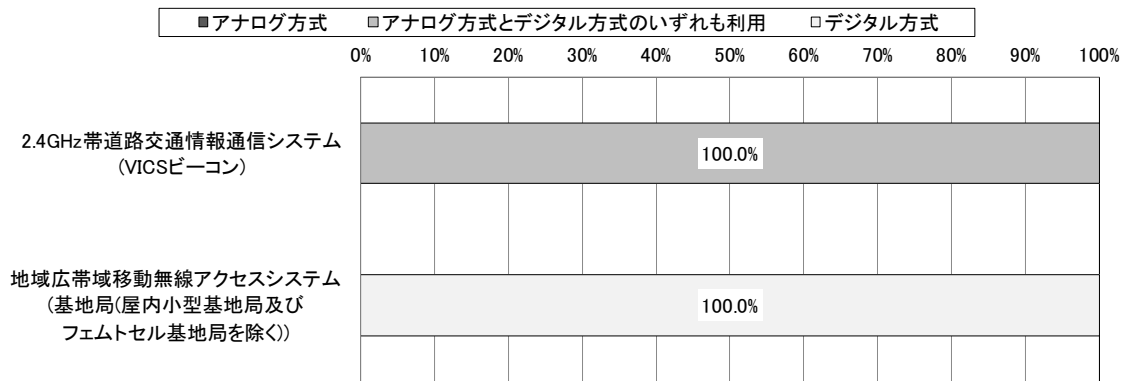 ■アナログ方式 ■アナログ方式とデジタル方式のいずれも利用 □デジタル方式
0% 10% 20% 30% 40% 50% 60% 70% 80% 90% 100%
2.4GHz帯道路交通情報通信システム
(VICSビーコン)
100.0%
地域広帯域移動無線アクセスシステム
(基地局(屋内小型基地局及び
フェムトセル基地局を除く))
100.0%